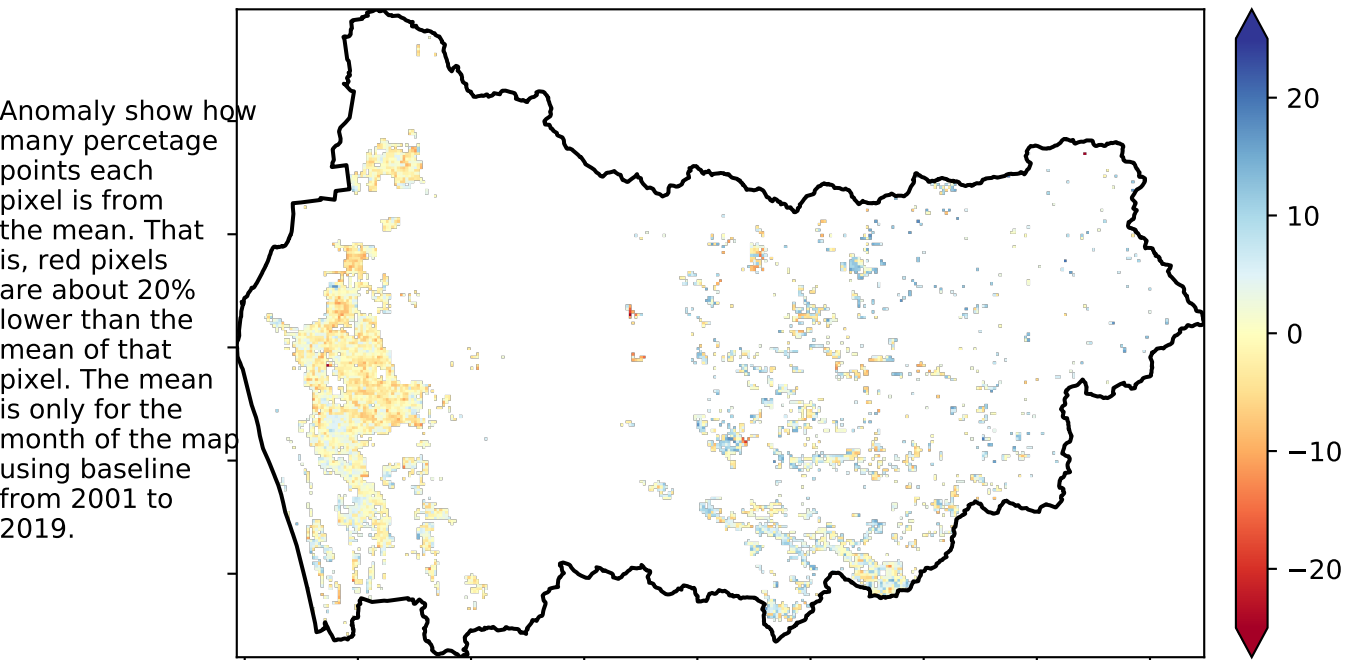 Anomaly show how
many percetage
points each
pixel is from
the mean. That
is, red pixels
are about 20%
lower than the
mean of that
pixel. The mean
is only for the
month of the map
using baseline
from 2001 to
2019.
20
10
0
−10
−20